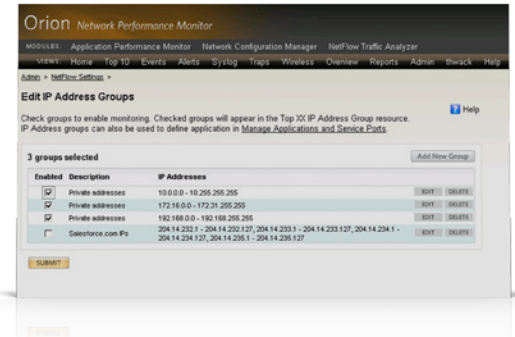 Orion Network Performance Monitor
MODULES: Application Performance Monitor Network Configuration Manager NetFlow Traffic Analyzer
VIEWS: Home Top 10 Events Alerts Syslog Traps Wireless Overview Reports Admin thwack Help
Admin > NetFlow Settings >
Edit IP Address Groups
Help
Check groups to enable monitoring. Checked groups will appear in the Top XX IP Address Group resource.
IP Address groups can also be used to define application in Manage Applications and Service Ports.
3 groups selected Add New Group
Enabled Description IP Addresses
Private addresses 10.0.0.0 - 10.255.255.255 EDIT DELETE
Private addresses 172.16.0.0 - 172.31.255.255 EDIT DELETE
Private addresses 192.168.0.0 - 192.168.255.255 EDIT DELETE
Salesforce.com IPs 204.14.232.1 - 204.14.232.127, 204.14.233.1 - 204.14.233.127, 204.14.234.1 - EDIT DELETE
204.14.234.127, 204.14.235.1 - 204.14.235.127
SUBMIT